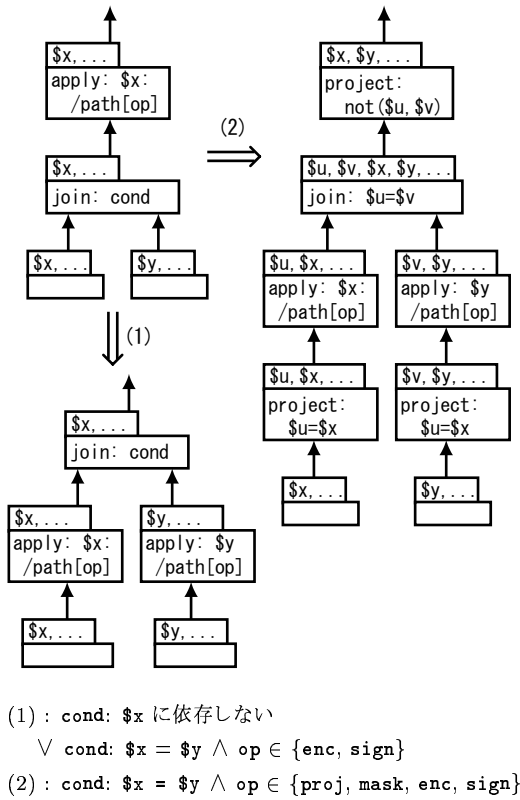 $x,...
apply: $x:
/path[op]
$x,...
join: cond
$x,...
$y,...
(2)
$x,$y,...
project:
not($u,$v)
$u,$v,$x,$y,...
join: $u=$v
$u,$x,...
apply: $x:
/path[op]
$v,$y,...
apply: $y
/path[op]
$u,$x,...
project:
$u=$x
$v,$y,...
project:
$u=$x
$x,...
$y,...
(1)
$x,...
join: cond
$x,...
apply: $x:
/path[op]
$y,...
apply: $y
/path[op]
$x,...
$y,...
(1) : cond: $x に依存しない
∨ cond: $x = $y ∧ op ∈ {enc, sign}
(2) : cond: $x = $y ∧ op ∈ {proj, mask, enc, sign}